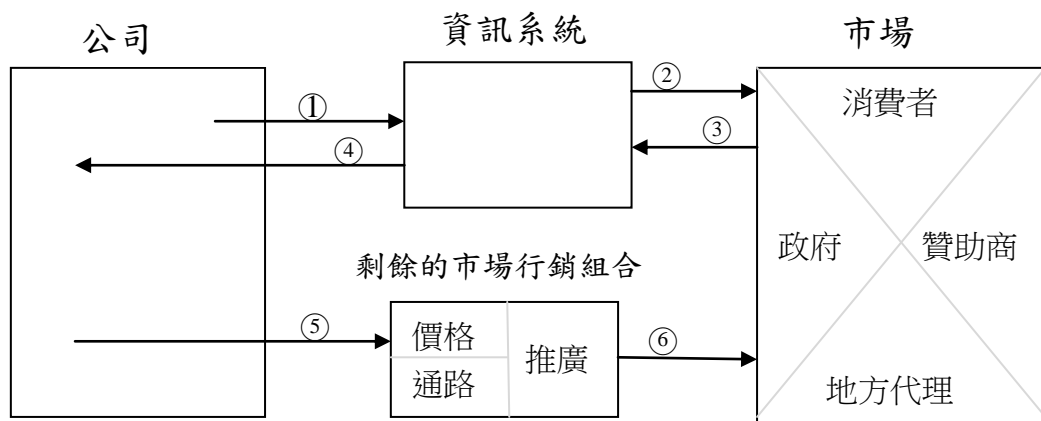 公司
資訊系統
市場
①
②
③
④
消費者
政府
贊助商
地方代理
剩餘的市場行銷組合
⑤
價格
通路
推廣
⑥